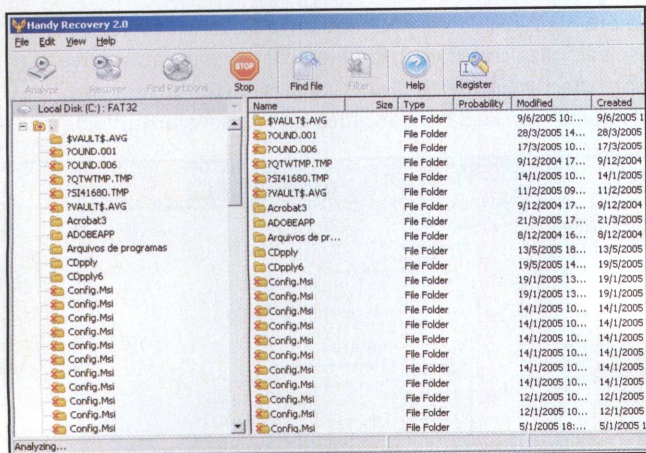 Handy Recovery 2.0
File Edit View Help
Analyze Recover Find Partitions Stop Find file Filter Help Register
Local Disk (C:) : FAT32
$VAULT$.AVG
?OUND.001
?OUND.006
?QTWTMP.TMP
?SI41680.TMP
?VAULT$.AVG
Acrobat3
ADOBEAPP
Arquivos de programas
CDpply
CDpply6
Config.Msi
Config.Msi
Config.Msi
Config.Msi
Config.Msi
Config.Msi
Config.Msi
Config.Msi
Config.Msi
Config.Msi
Name Size Type Probability Modified Created
$VAULT$.AVG File Folder 9/6/2005 10:... 9/6/2005 1
?OUND.001 File Folder 28/3/2005 14... 28/3/2005
?OUND.006 File Folder 17/3/2005 10... 17/3/2005
?QTWTMP.TMP File Folder 9/12/2004 17... 9/12/2004
?SI41680.TMP File Folder 14/1/2005 10... 14/1/2005
?VAULT$.AVG File Folder 11/2/2005 09... 11/2/2005
Acrobat3 File Folder 9/12/2004 17... 9/12/2004
ADOBEAPP File Folder 21/3/2005 17... 21/3/2005
Arquivos de pr... File Folder 8/12/2004 16... 8/12/2004
CDpply File Folder 13/5/2005 18... 13/5/2005
CDpply6 File Folder 19/5/2005 14... 19/5/2005
Config.Msi File Folder 19/1/2005 13... 19/1/2005
Config.Msi File Folder 19/1/2005 13... 19/1/2005
Config.Msi File Folder 14/1/2005 10... 14/1/2005
Config.Msi File Folder 14/1/2005 10... 14/1/2005
Config.Msi File Folder 14/1/2005 10... 14/1/2005
Config.Msi File Folder 14/1/2005 10... 14/1/2005
Config.Msi File Folder 14/1/2005 10... 14/1/2005
Config.Msi File Folder 12/1/2005 10... 12/1/2005
Config.Msi File Folder 12/1/2005 10... 12/1/2005
Config.Msi File Folder 5/1/2005 18:... 5/1/2005 1
Analyzing...